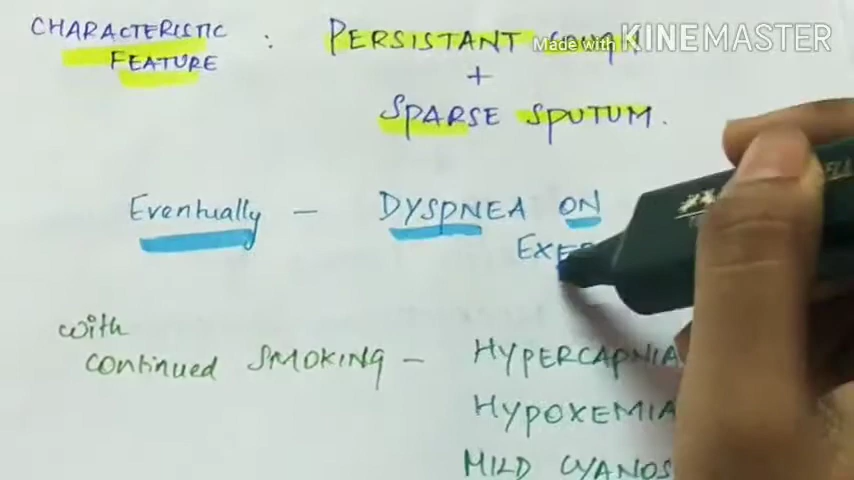 CHARACTERISTIC
FEATURE : PERSISTANT
Made with KINEMASTER
+
SPARSE SPUTUM.
Eventually - DYSPNEA ON
with
continued SMOKING - HYPERCAPNIA
HYPOXEMIA
MILD